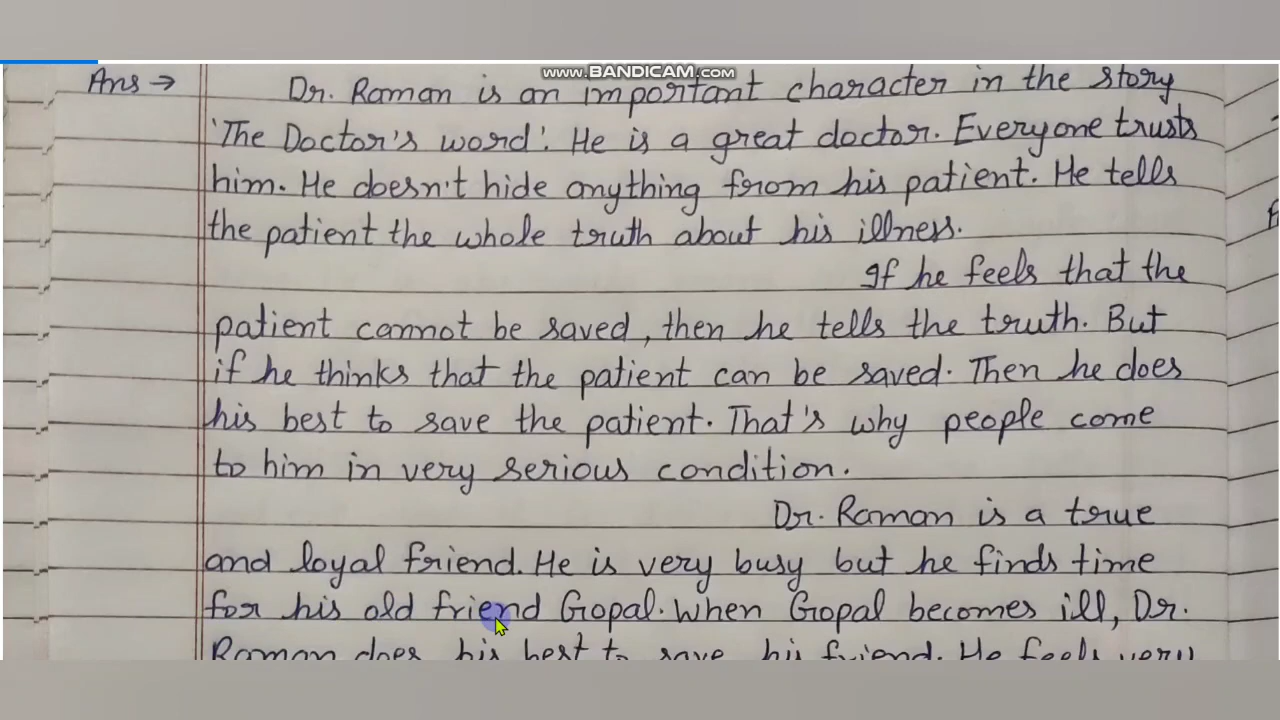 www.BANDICAM.com
Ans → Dr. Raman is an important character in the story
'The Doctor's word'. He is a great doctor. Everyone trusts
him. He doesn't hide anything from his patient. He tells
the patient the whole truth about his illness.
If he feels that the
patient cannot be saved, then he tells the truth. But
if he thinks that the patient can be saved. Then he does
his best to save the patient. That's why people come
to him in very serious condition.
Dr. Raman is a true
and loyal friend. He is very busy but he finds time
for his old friend Gopal. When Gopal becomes ill, Dr.
Raman does his best to save his friend. He feels very